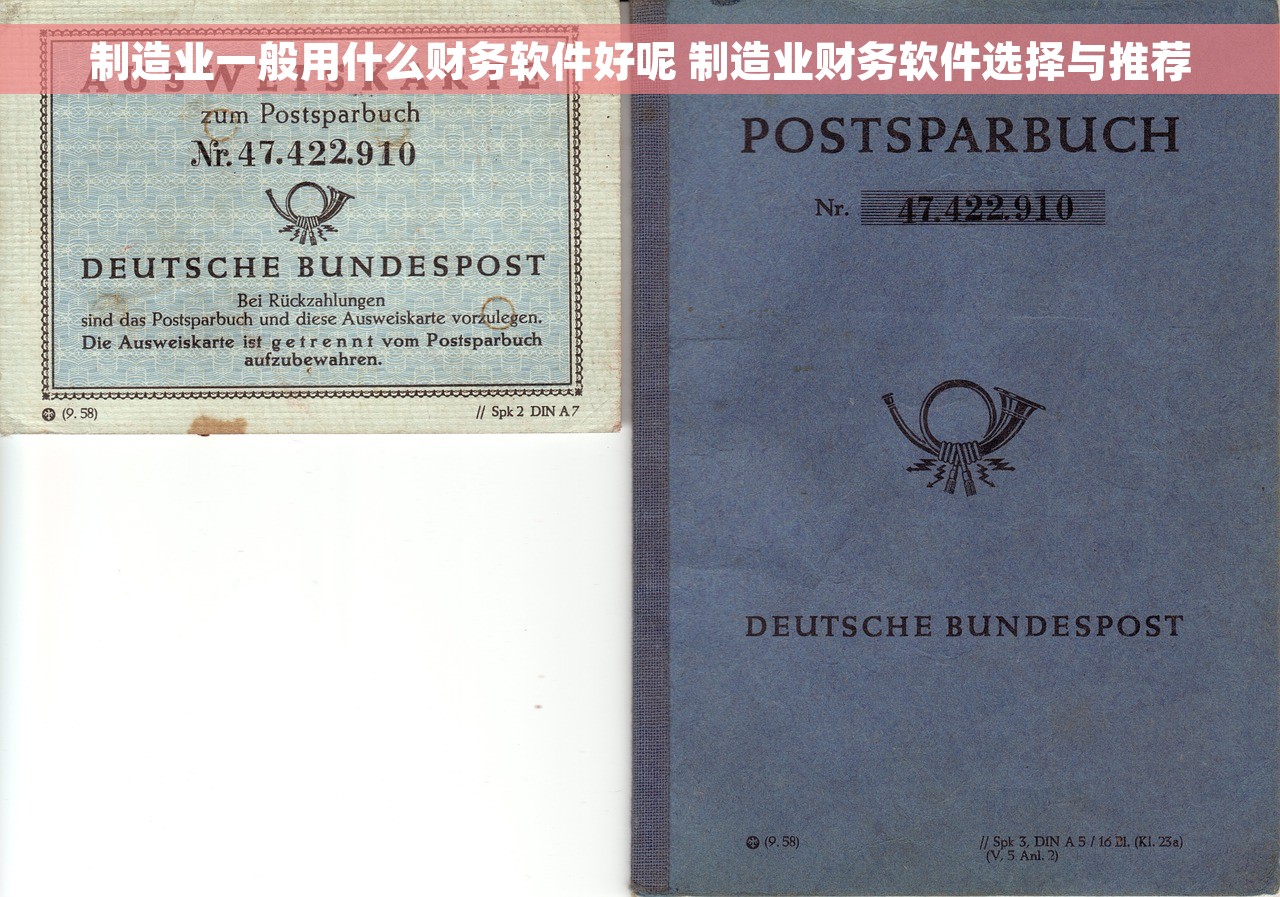 制造业一般用什么财务软件好呢 制造业财务软件选择与推荐
AUSWEISKARTE
zum Postsparbuch
Nr. 47.422.910
DEUTSCHE BUNDESPOST
Bei Rückzahlungen
sind das Postsparbuch und diese Ausweiskarte vorzulegen.
Die Ausweiskarte ist getrennt vom Postsparbuch
aufzubewahren.
(9. 58)
// Spk 2 DIN A 7
POSTSPARBUCH
Nr. 47.422.910
DEUTSCHE BUNDESPOST
(9. 58)
// Spk 3, DIN A 5 / 16 Bl. (Kl. 23a)
(V, 5 Anl. 2)